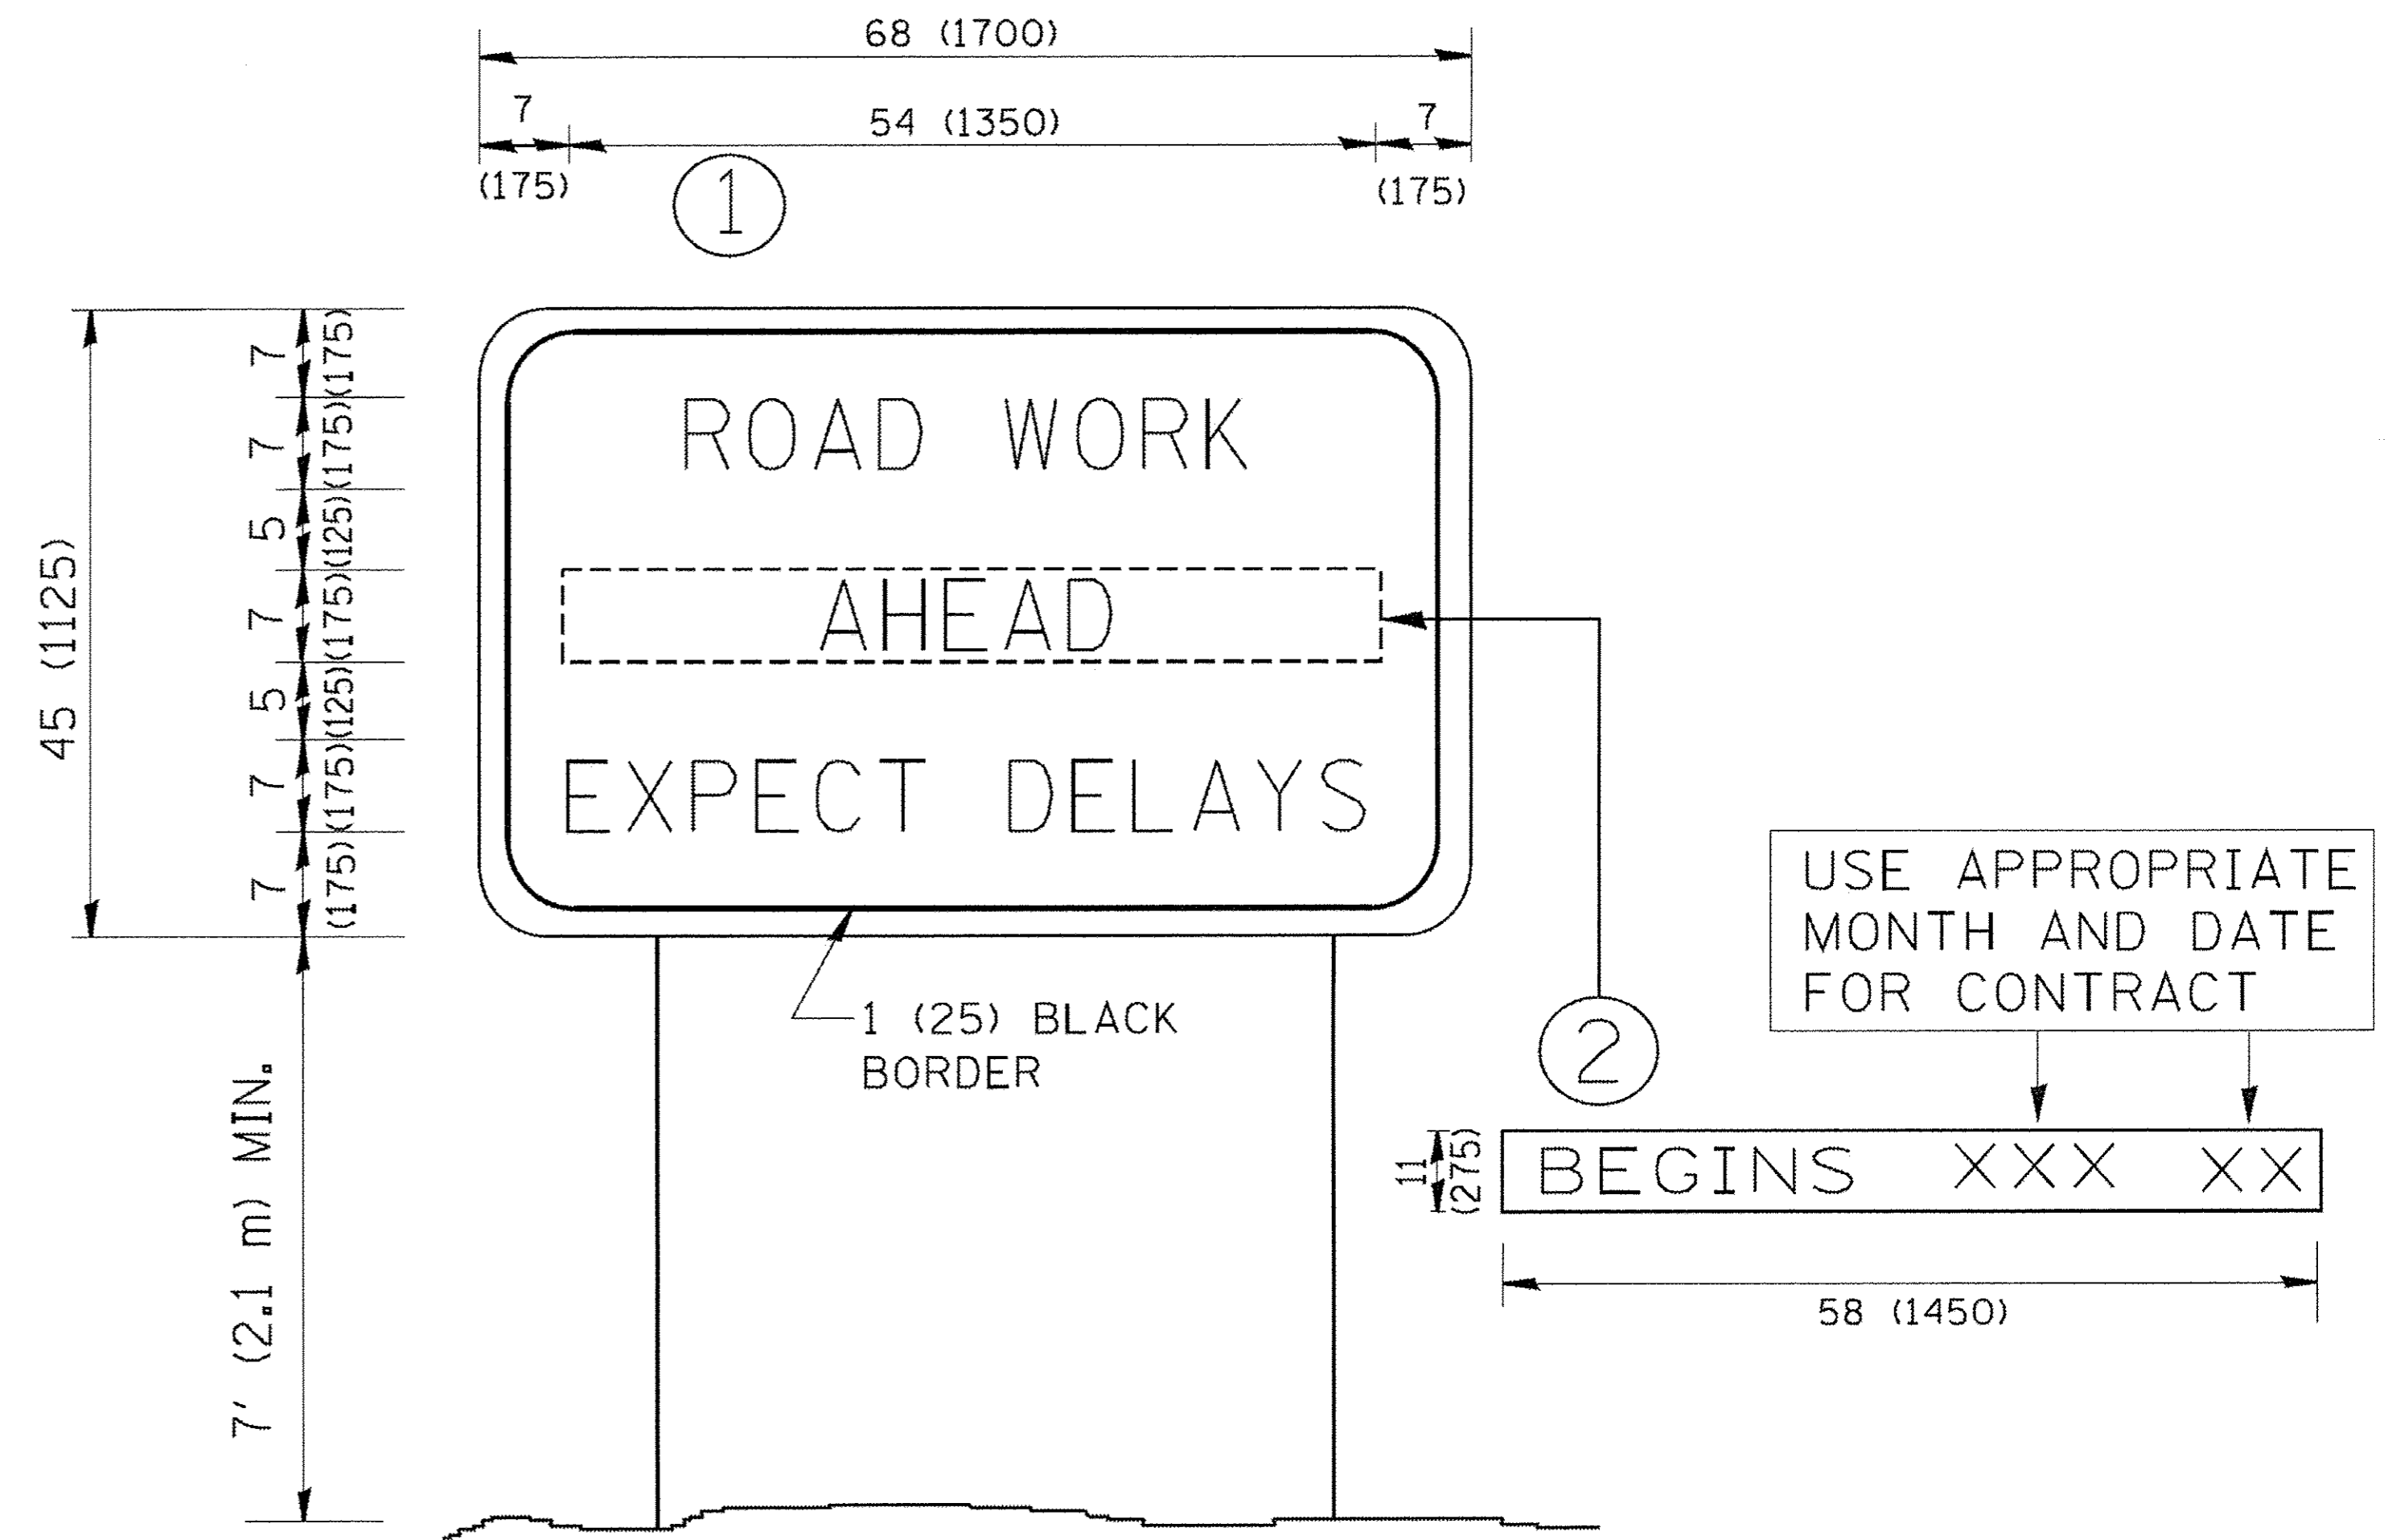 68 (1700)
7
54 (1350)
7
(175)
(175)
1
45 (1125)
7 (175)
7 (175)
5 (125)
7 (175)
5 (125)
7 (175)
7 (175)
7' (2.1 m) MIN.
ROAD WORK
AHEAD
EXPECT DELAYS
1 (25) BLACK
BORDER
USE APPROPRIATE
MONTH AND DATE
FOR CONTRACT
2
11
(275)
BEGINS XXX XX
58 (1450)